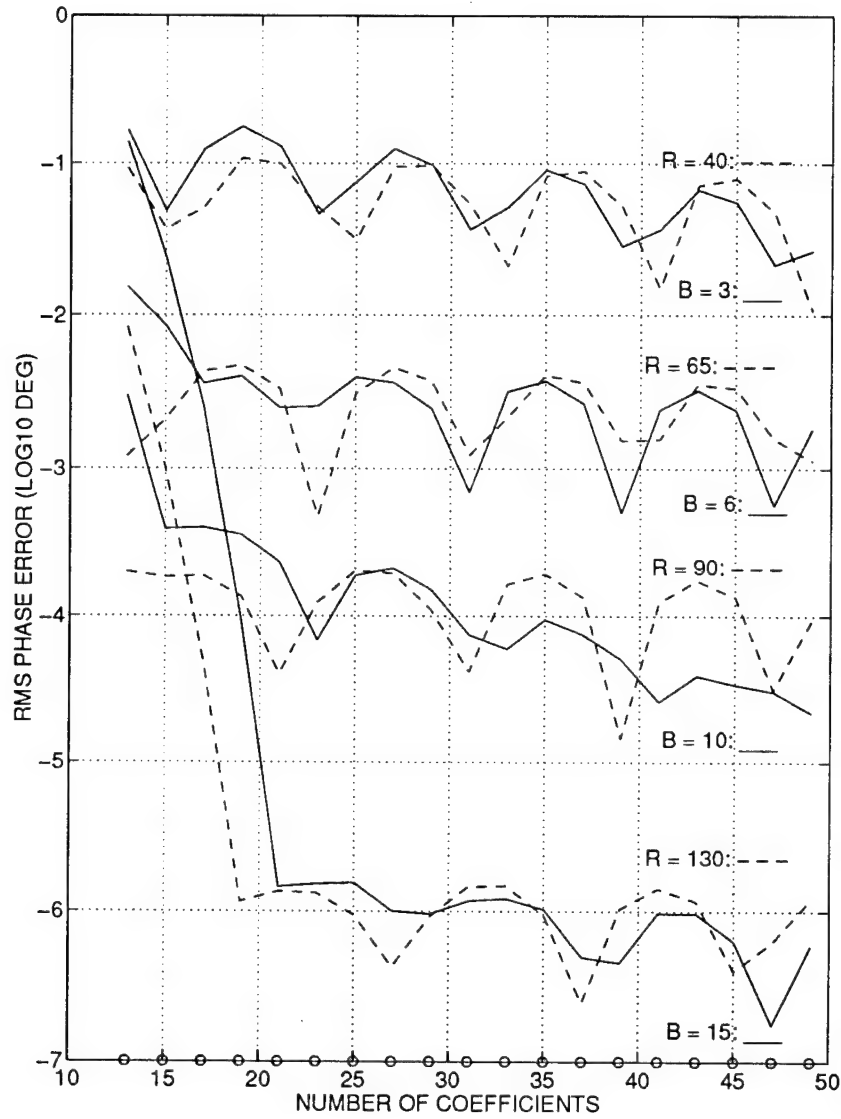 0
−1
−2
−3
−4
−5
−6
−7
RMS PHASE ERROR (LOG10 DEG)
R = 40:
B = 3:
R = 65:
B = 6:
R = 90:
B = 10:
R = 130:
B = 15:
10 15 20 25 30 35 40 45 50
NUMBER OF COEFFICIENTS